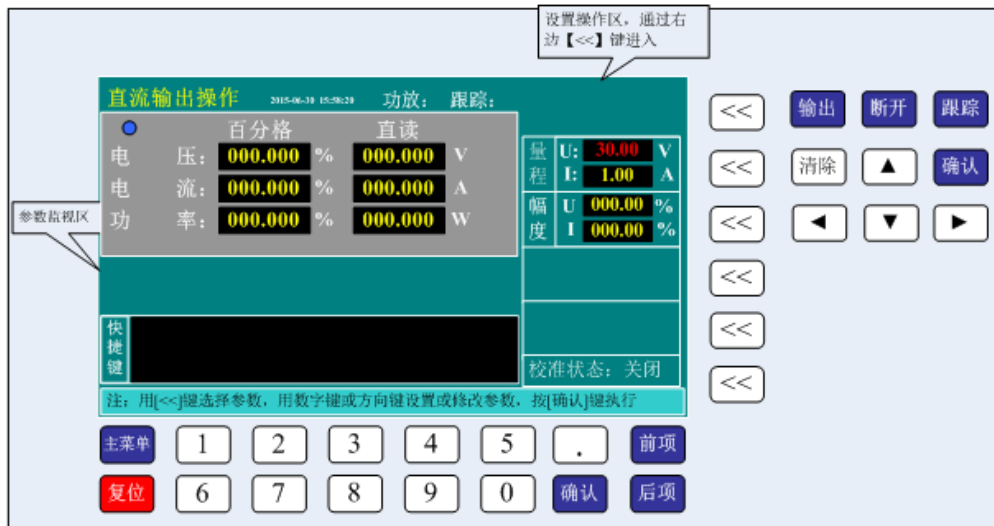 设置操作区，通过右
边【<<】键进入
直流输出操作 2015-06-30 15:58:20 功放： 跟踪：
百分格 直读
电 压： 000.000 % 000.000 V
电 流： 000.000 % 000.000 A
功 率： 000.000 % 000.000 W
参数监视区
量程 U: 30.00 V
I: 1.00 A
幅度 U 000.00 %
I 000.00 %
快捷键
校准状态：关闭
注：用[<<]键选择参数，用数字键或方向键设置或修改参数，按[确认]键执行
<< 输出 断开 跟踪
<< 清除 ▲ 确认
<< ◄ ▼ ►
<<
<<
<<
主菜单 1 2 3 4 5 . 前项
复位 6 7 8 9 0 确认 后项